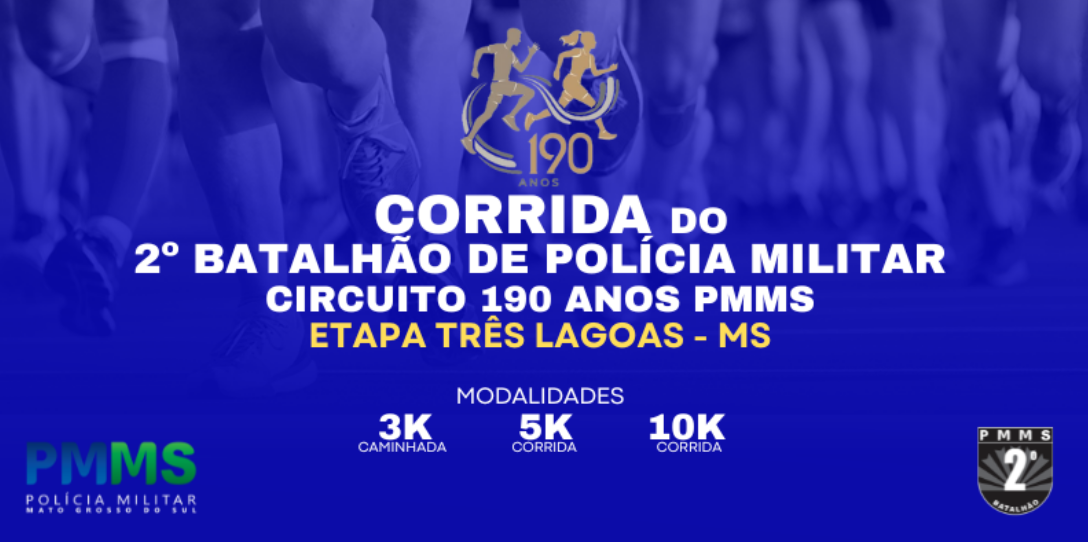 190
ANOS
CORRIDA DO
2º BATALHÃO DE POLÍCIA MILITAR
CIRCUITO 190 ANOS PMMS
ETAPA TRÊS LAGOAS - MS
MODALIDADES
3K 5K 10K
CAMINHADA CORRIDA CORRIDA
PMMS
POLÍCIA MILITAR
MATO GROSSO DO SUL
PMMS
2º
BATALHÃO